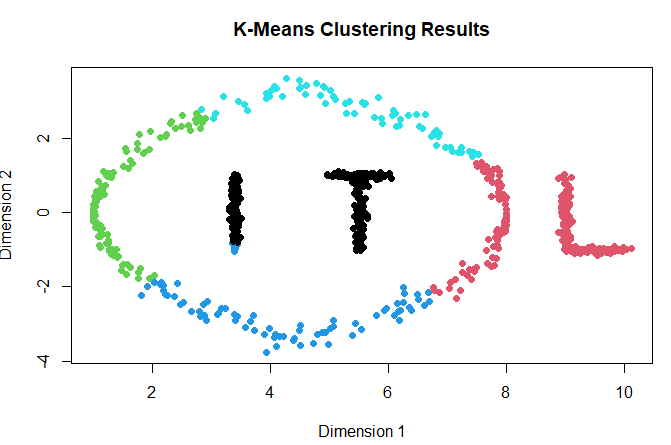 K-Means Clustering Results
Dimension 2
2
0
-2
-4
I T L
2 4 6 8 10
Dimension 1